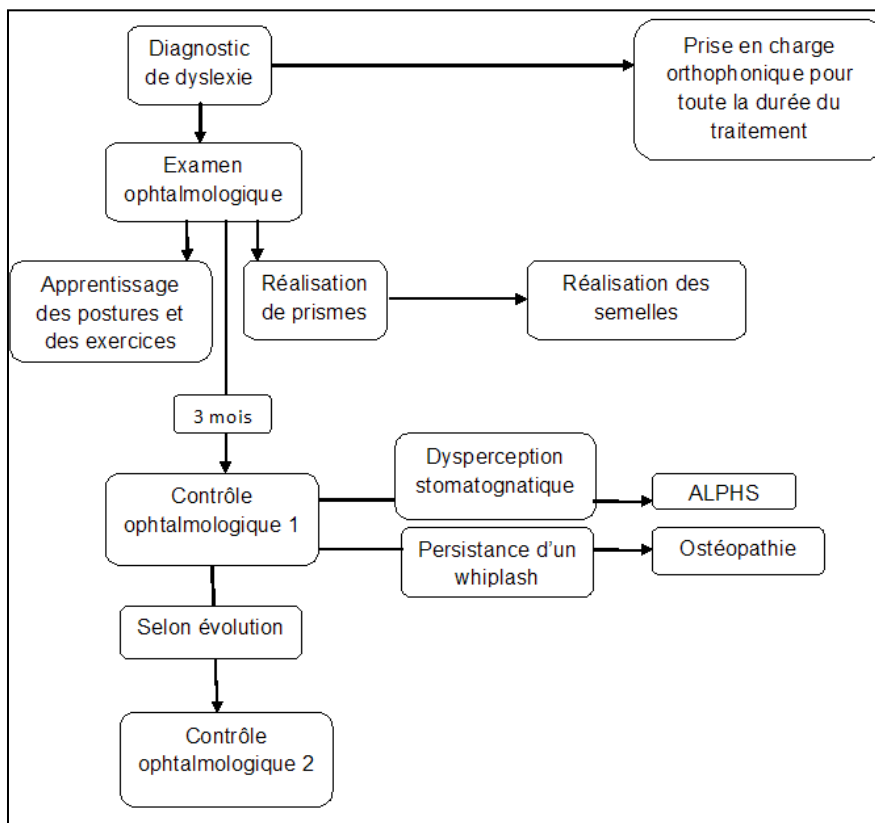 Diagnostic
de dyslexie
Prise en charge
orthophonique pour
toute la durée du
traitement
Examen
ophtalmologique
Apprentissage
des postures et
des exercices
Réalisation
de prismes
Réalisation des
semelles
3 mois
Contrôle
ophtalmologique 1
Dysperception
stomatognatique
ALPHS
Persistance d'un
whiplash
Ostéopathie
Selon évolution
Contrôle
ophtalmologique 2